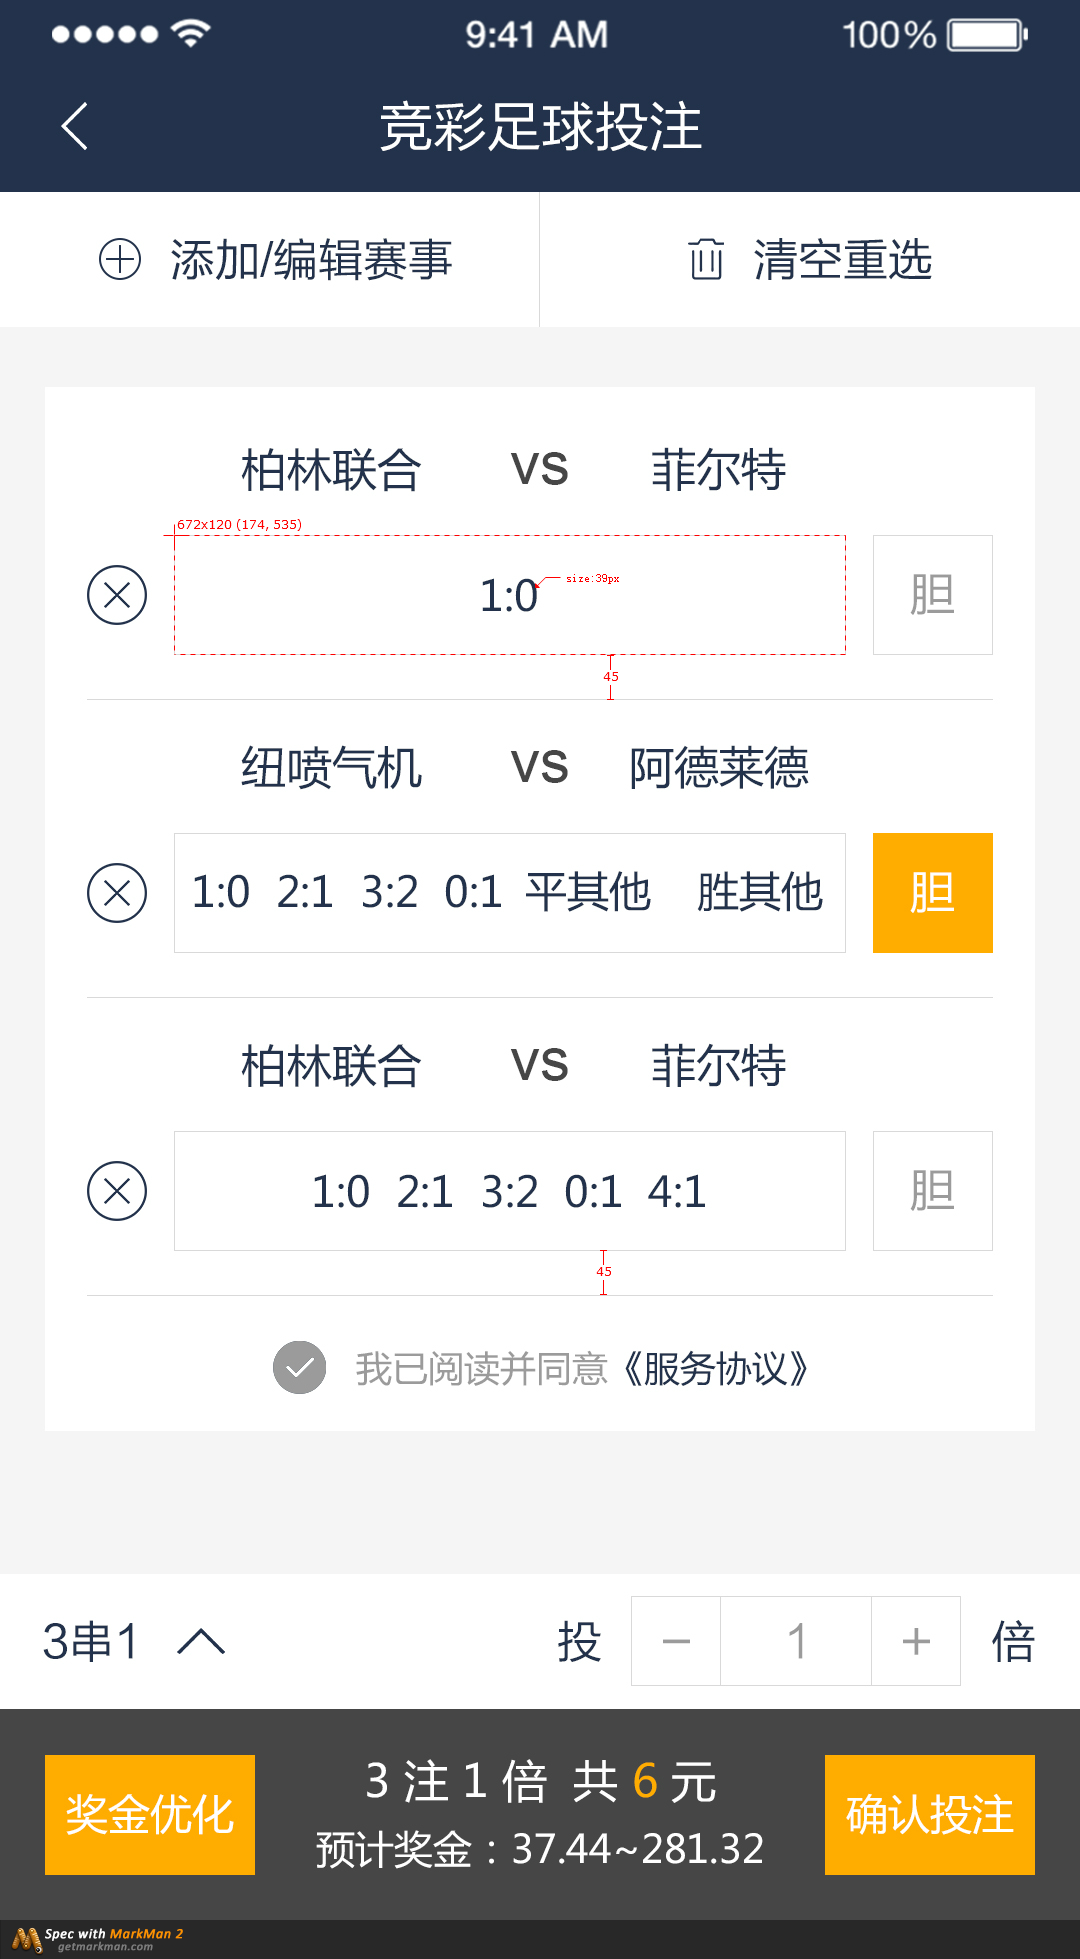 9:41 AM 100%
竞彩足球投注
添加/编辑赛事 清空重选
柏林联合 VS 菲尔特
672x120 (174, 535)
1:0 size:39px 胆
45
纽喷气机 VS 阿德莱德
1:0 2:1 3:2 0:1 平其他 胜其他 胆
柏林联合 VS 菲尔特
1:0 2:1 3:2 0:1 4:1 胆
45
我已阅读并同意《服务协议》
3串1 投 − 1 + 倍
奖金优化 3 注 1 倍 共 6 元 确认投注
预计奖金：37.44~281.32
Spec with MarkMan 2
getmarkman.com